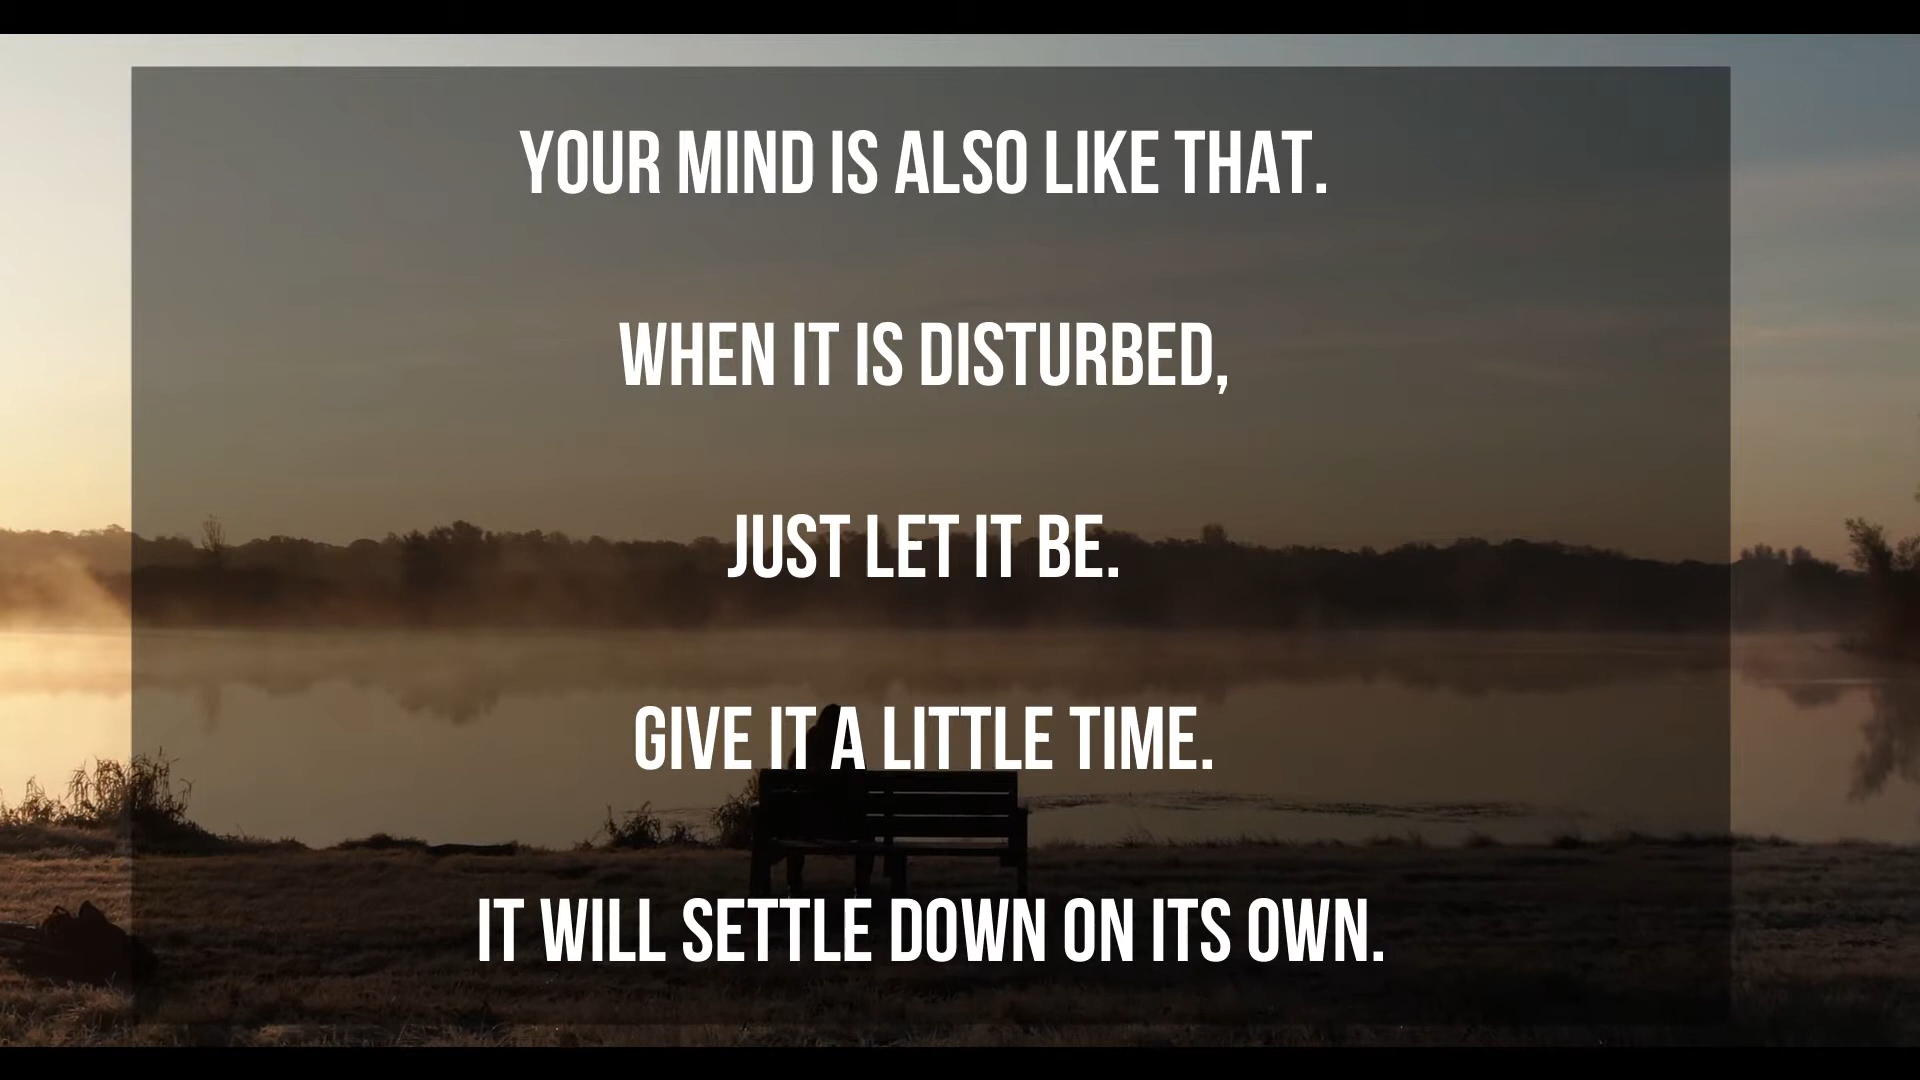 YOUR MIND IS ALSO LIKE THAT.
WHEN IT IS DISTURBED,
JUST LET IT BE.
GIVE IT A LITTLE TIME.
IT WILL SETTLE DOWN ON ITS OWN.